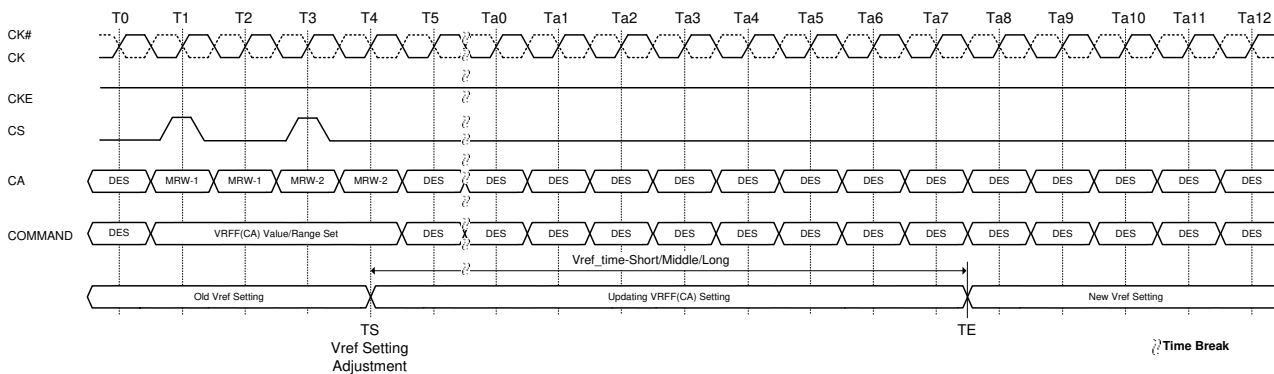 T0 T1 T2 T3 T4 T5 Ta0 Ta1 Ta2 Ta3 Ta4 Ta5 Ta6 Ta7 Ta8 Ta9 Ta10 Ta11 Ta12
CK#
CK
CKE
CS
CA DES MRW-1 MRW-1 MRW-2 MRW-2 DES DES DES DES DES DES DES DES DES DES DES DES DES DES
COMMAND DES VRFF(CA) Value/Range Set DES DES DES DES DES DES DES DES DES DES DES DES DES DES
Vref_time-Short/Middle/Long
Old Vref Setting Updating VRFF(CA) Setting New Vref Setting
TS TE
Vref Setting
Adjustment
Time Break